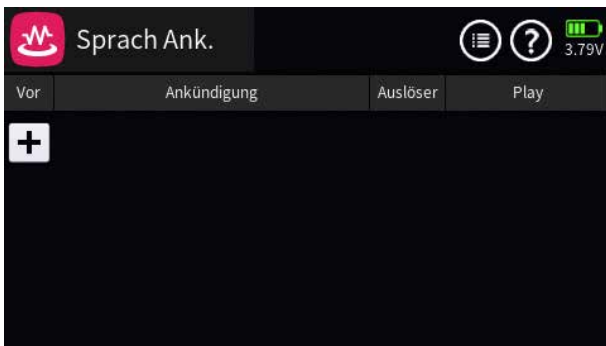 Sprach Ank.
?
3.79V
Vor Ankündigung Auslöser Play
+